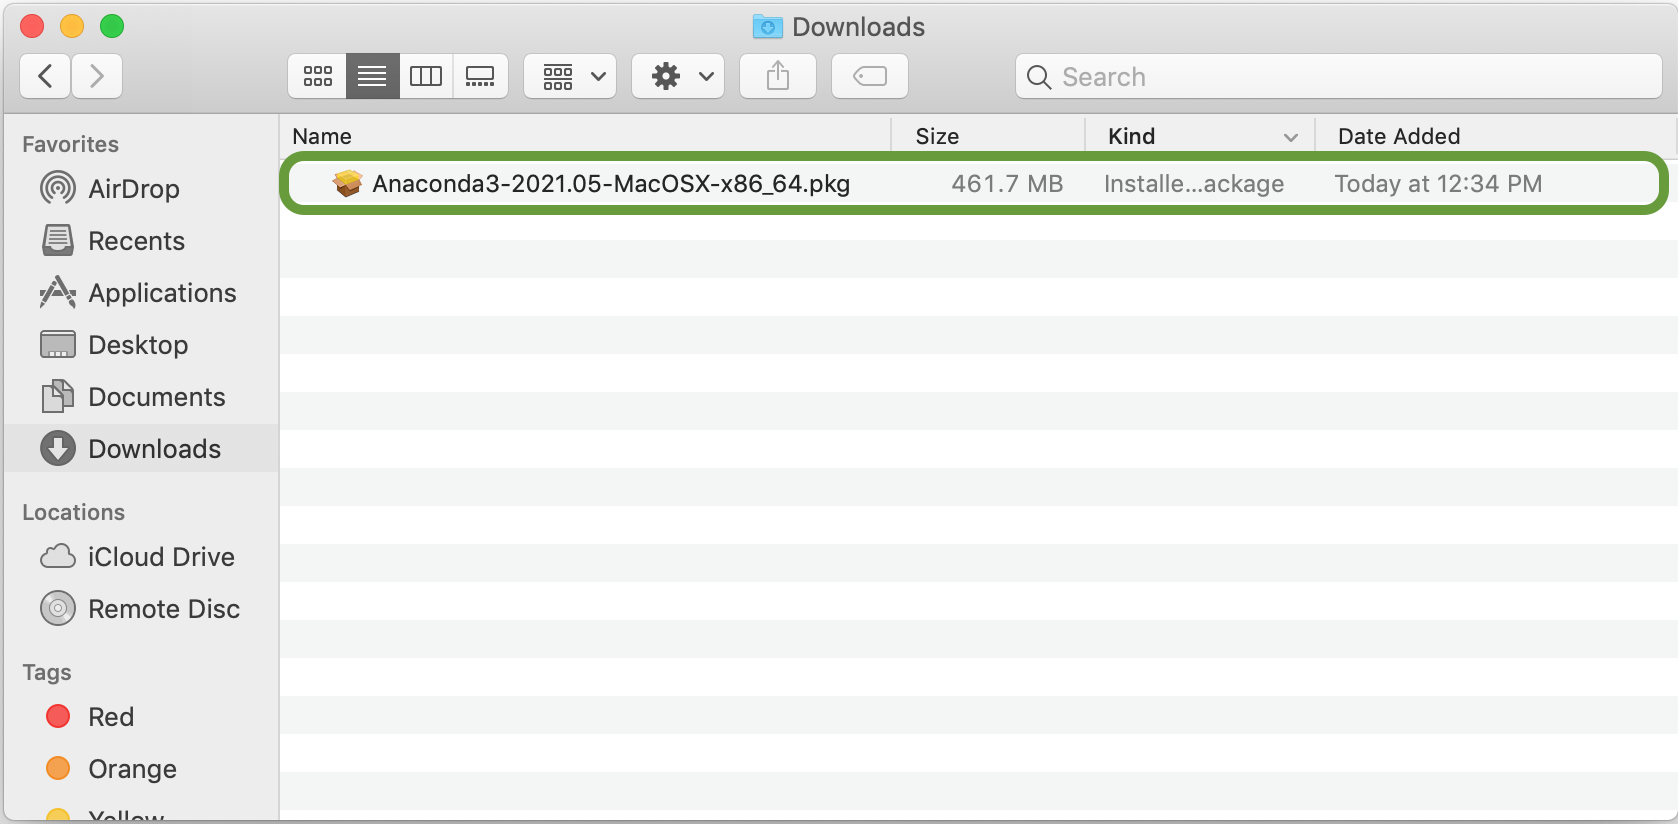 Downloads
Search
Name Size Kind Date Added
Anaconda3-2021.05-MacOSX-x86_64.pkg 461.7 MB Installe...ackage Today at 12:34 PM
Favorites
AirDrop
Recents
Applications
Desktop
Documents
Downloads
Locations
iCloud Drive
Remote Disc
Tags
Red
Orange
Yellow